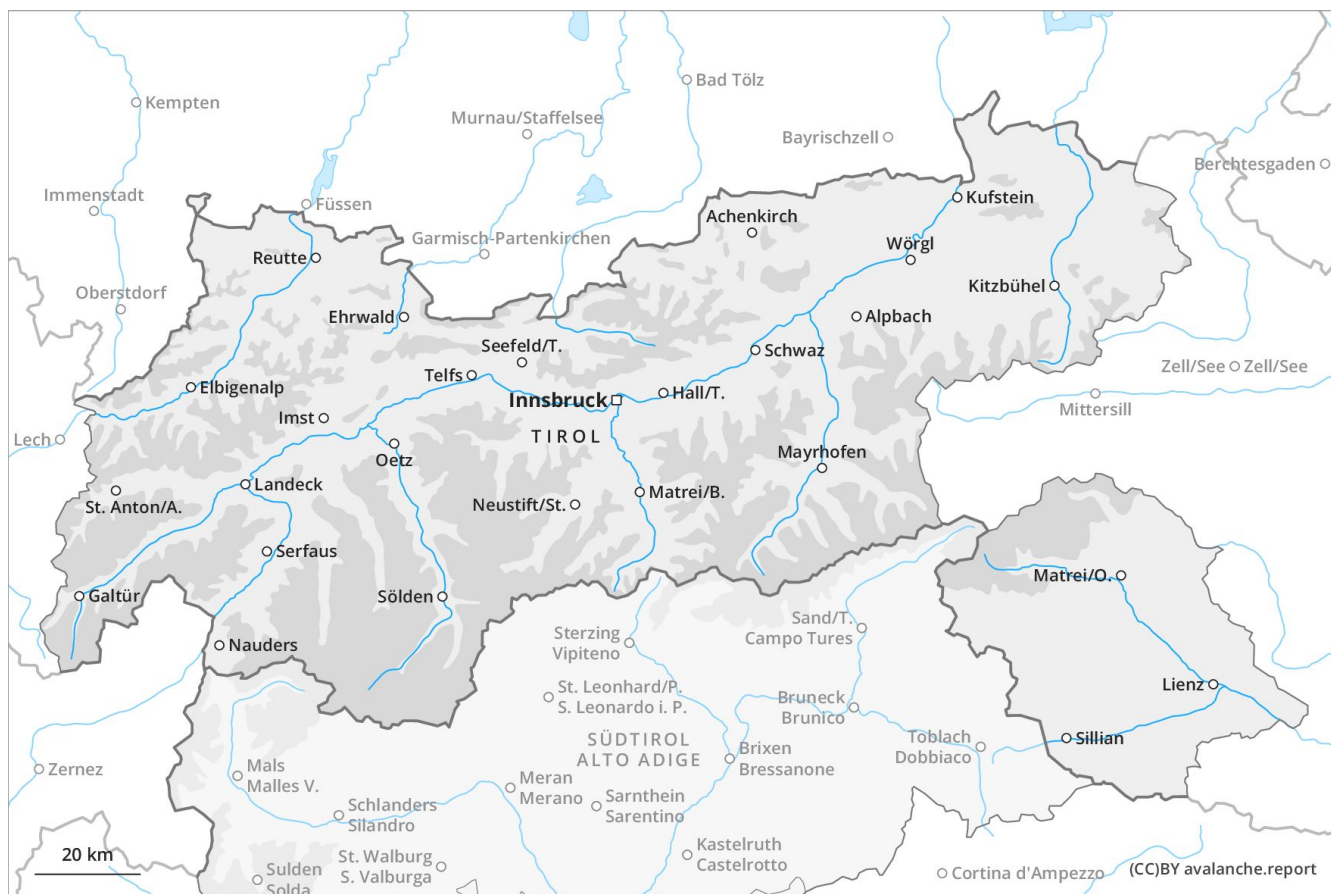 Kempten
Bad Tölz
Murnau/Staffelsee
Bayrischzell
Berchtesgaden
Immenstadt
Füssen
Kufstein
Achenkirch
Garmisch-Partenkirchen
Wörgl
Reutte
Kitzbühel
Oberstdorf
Ehrwald
Alpbach
Seefeld/T.
Schwaz
Telfs
Zell/See
Zell/See
Elbigenalp
Innsbruck
Hall/T.
Mittersill
Imst
TIROL
Lech
Oetz
Mayrhofen
Landeck
Matrei/B.
St. Anton/A.
Neustift/St.
Serfaus
Matrei/O.
Galtür
Sölden
Sand/T.
Campo Tures
Sterzing
Vipiteno
Nauders
Lienz
St. Leonhard/P.
S. Leonardo i. P.
Bruneck
Brunico
SÜDTIROL
ALTO ADIGE
Sillian
Toblach
Dobbiaco
Brixen
Bressanone
Zernez
Mals
Malles V.
Meran
Merano
Sarnthein
Sarentino
Schlanders
Silandro
Kastelruth
Castelrotto
20 km
St. Walburg
S. Valburga
Sulden
Solda
Cortina d'Ampezzo
(CC)BY avalanche.report